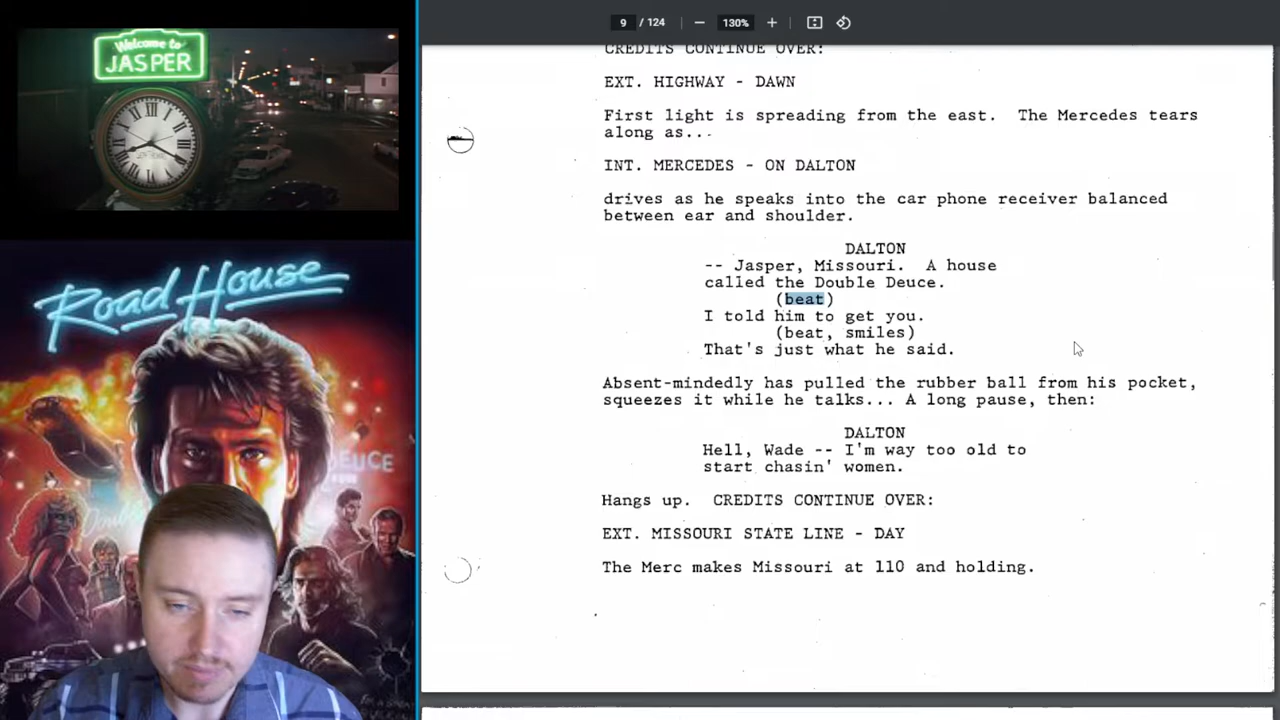 Welcome to
JASPER
Road House
DEUCE
9 / 124
130%
CREDITS CONTINUE OVER:
EXT. HIGHWAY - DAWN
First light is spreading from the east. The Mercedes tears
along as...
INT. MERCEDES - ON DALTON
drives as he speaks into the car phone receiver balanced
between ear and shoulder.
DALTON
-- Jasper, Missouri. A house
called the Double Deuce.
(beat)
I told him to get you.
(beat, smiles)
That's just what he said.
Absent-mindedly has pulled the rubber ball from his pocket,
squeezes it while he talks... A long pause, then:
DALTON
Hell, Wade -- I'm way too old to
start chasin' women.
Hangs up. CREDITS CONTINUE OVER:
EXT. MISSOURI STATE LINE - DAY
The Merc makes Missouri at 110 and holding.